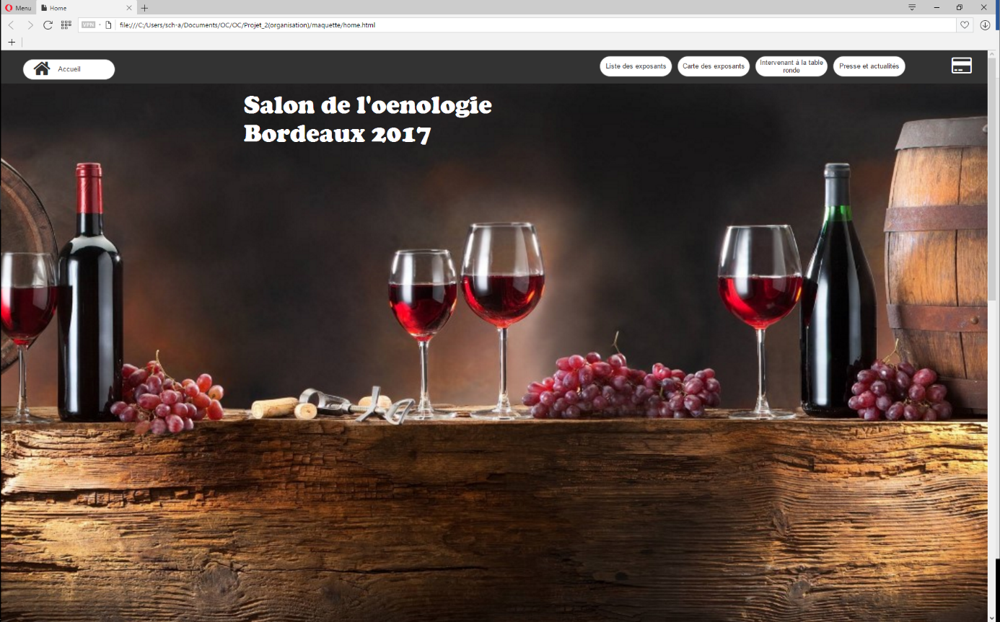 Menu
Home
VPN
file:///C:/Users/sch-a/Documents/OC/OC/Projet_2(organisation)/maquette/home.html
Accueil
Liste des exposants
Carte des exposants
Intervenant à la table
ronde
Presse et actualités
Salon de l'oenologie
Bordeaux 2017